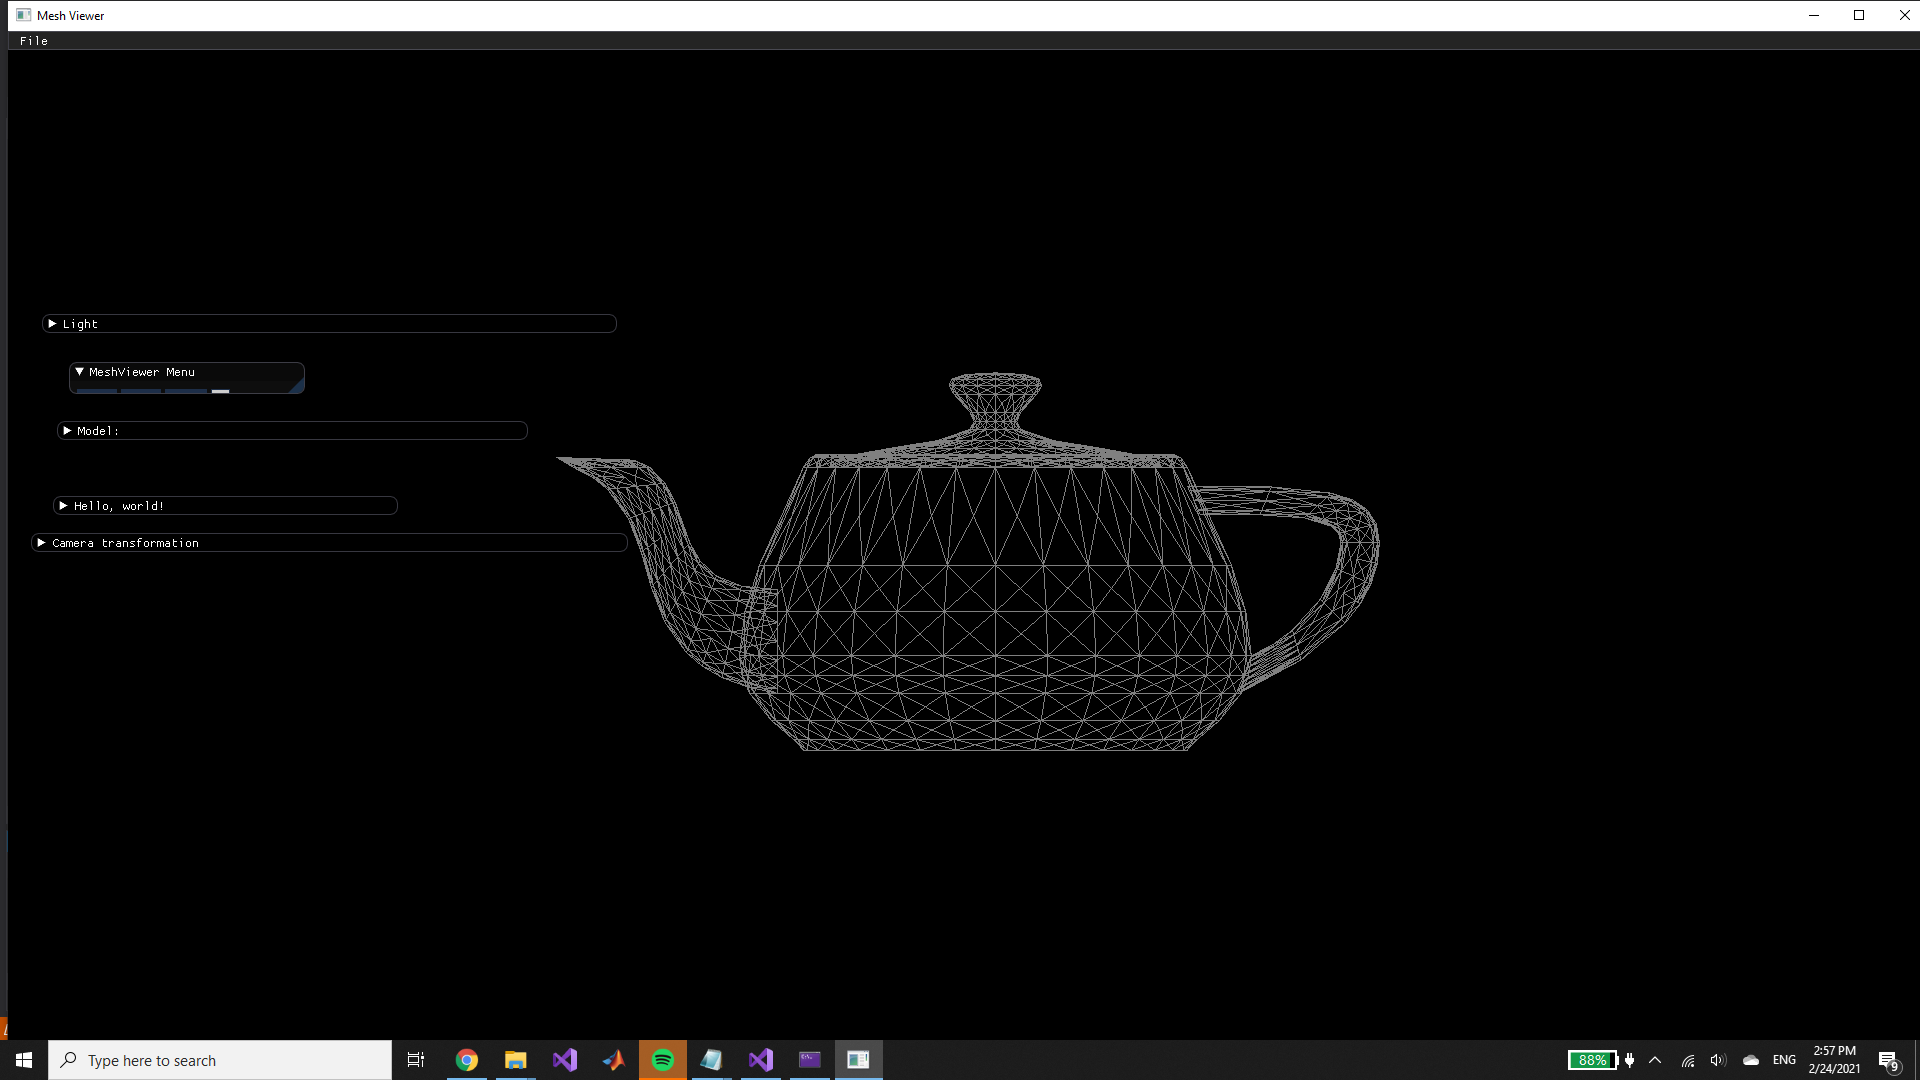 Mesh Viewer
File
Light
MeshViewer Menu
Model:
Hello, world!
Camera transformation
Type here to search
88%
ENG
2:57 PM
2/24/2021
9